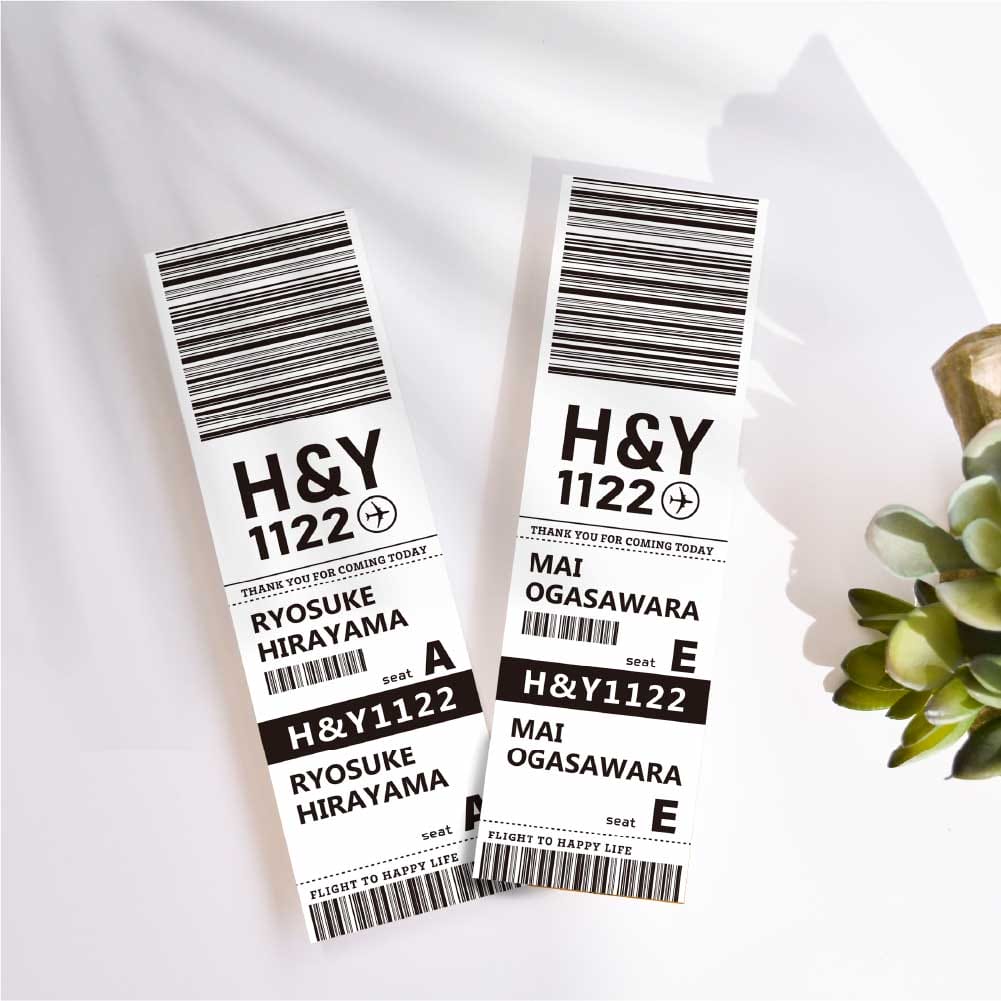 H&Y
1122
THANK YOU FOR COMING TODAY
RYOSUKE
HIRAYAMA
seat A
H&Y1122
RYOSUKE
HIRAYAMA
seat A
FLIGHT TO HAPPY LIFE
H&Y
1122
THANK YOU FOR COMING TODAY
MAI
OGASAWARA
seat E
H&Y1122
MAI
OGASAWARA
seat E
FLIGHT TO HAPPY LIFE